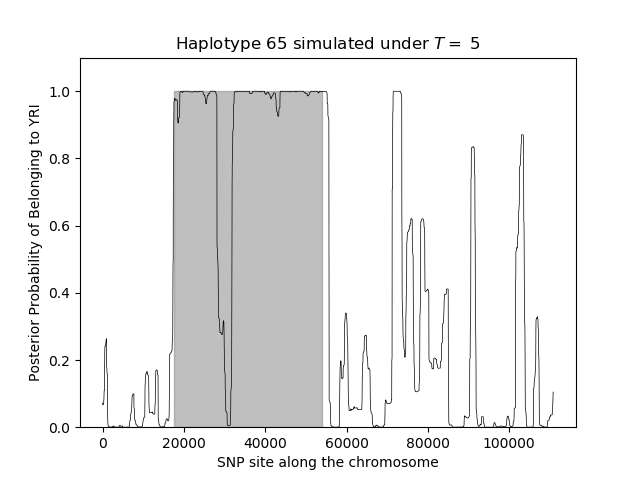 Haplotype 65 simulated under T = 5
Posterior Probability of Belonging to YRI
1.0
0.8
0.6
0.4
0.2
0.0
0 20000 40000 60000 80000 100000
SNP site along the chromosome